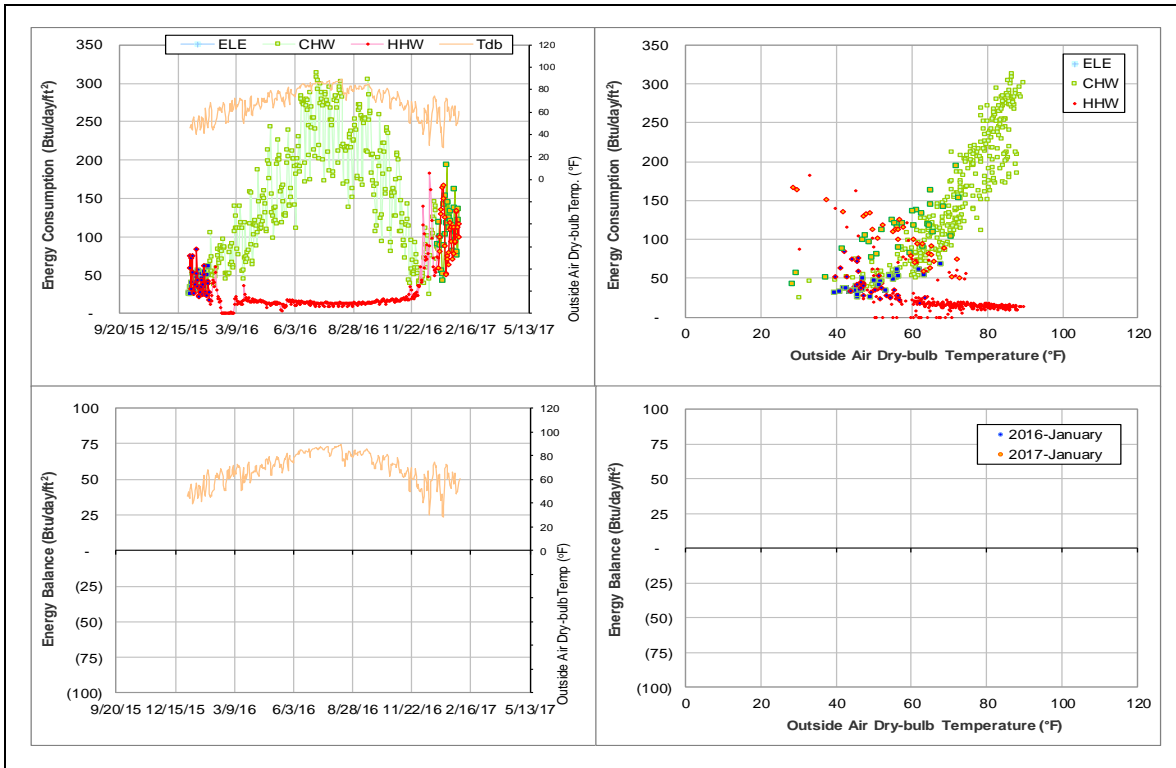 ELE CHW HHW Tdb
Energy Consumption (Btu/day/ft²)
350
300
250
200
150
100
50
-
120
100
80
60
40
20
0
Outside Air Dry-bulb Temp. (°F)
9/20/15 12/15/15 3/9/16 6/3/16 8/28/16 11/22/16 2/16/17 5/13/17
ELE
CHW
HHW
Energy Consumption (Btu/day/ft²)
350
300
250
200
150
100
50
-
0 20 40 60 80 100 120
Outside Air Dry-bulb Temperature (°F)
Energy Balance (Btu/day/ft²)
100
75
50
25
-
(25)
(50)
(75)
(100)
120
100
80
60
40
20
0
Outside Air Dry-bulb Temp (°F)
9/20/15 12/15/15 3/9/16 6/3/16 8/28/16 11/22/16 2/16/17 5/13/17
2016-January
2017-January
Energy Balance (Btu/day/ft²)
100
75
50
25
-
(25)
(50)
(75)
(100)
0 20 40 60 80 100 120
Outside Air Dry-bulb Temperature (°F)